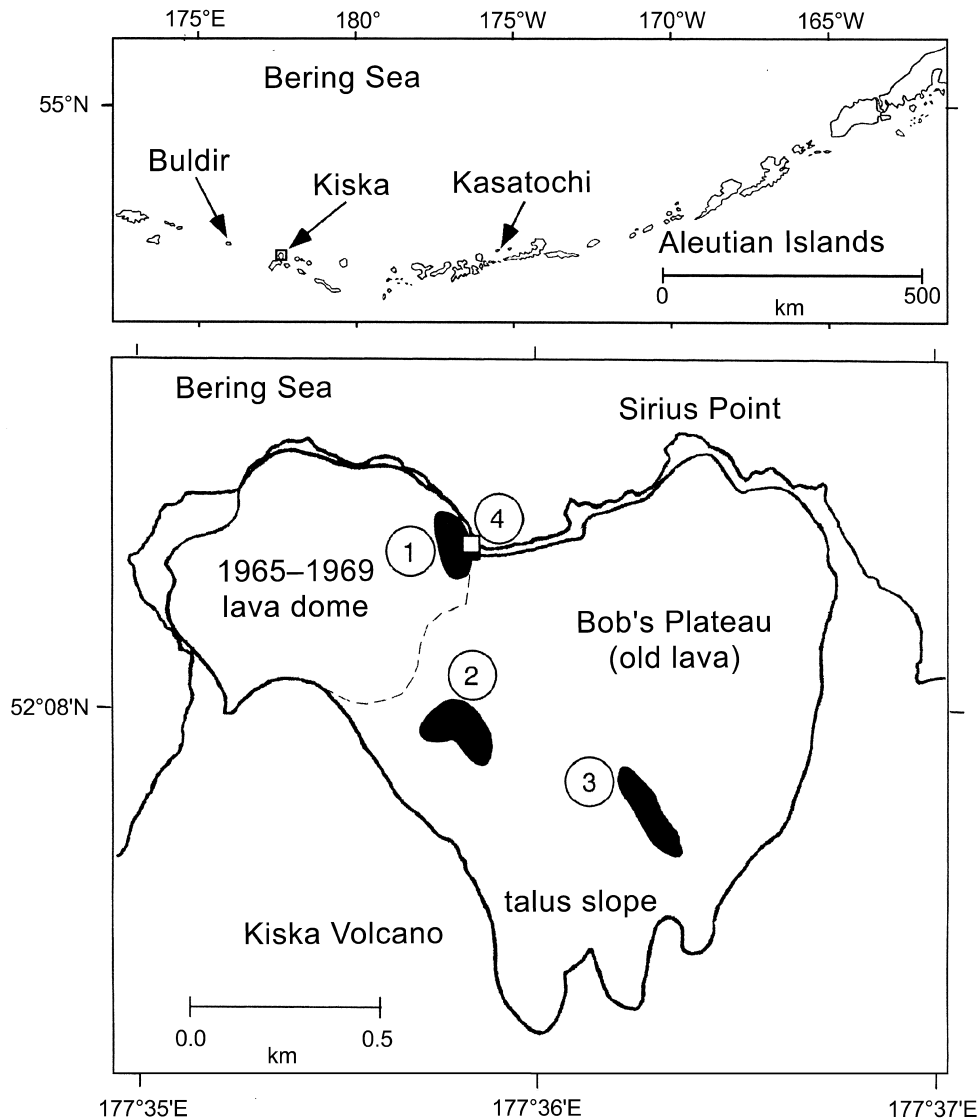 175°E 180° 175°W 170°W 165°W
Bering Sea
55°N
Buldir
Kiska
Kasatochi
Aleutian Islands
0 500
km
Bering Sea
Sirius Point
4
1
1965–1969
lava dome
Bob's Plateau
(old lava)
2
52°08'N
3
talus slope
Kiska Volcano
0.0 0.5
km
177°35'E 177°36'E 177°37'E